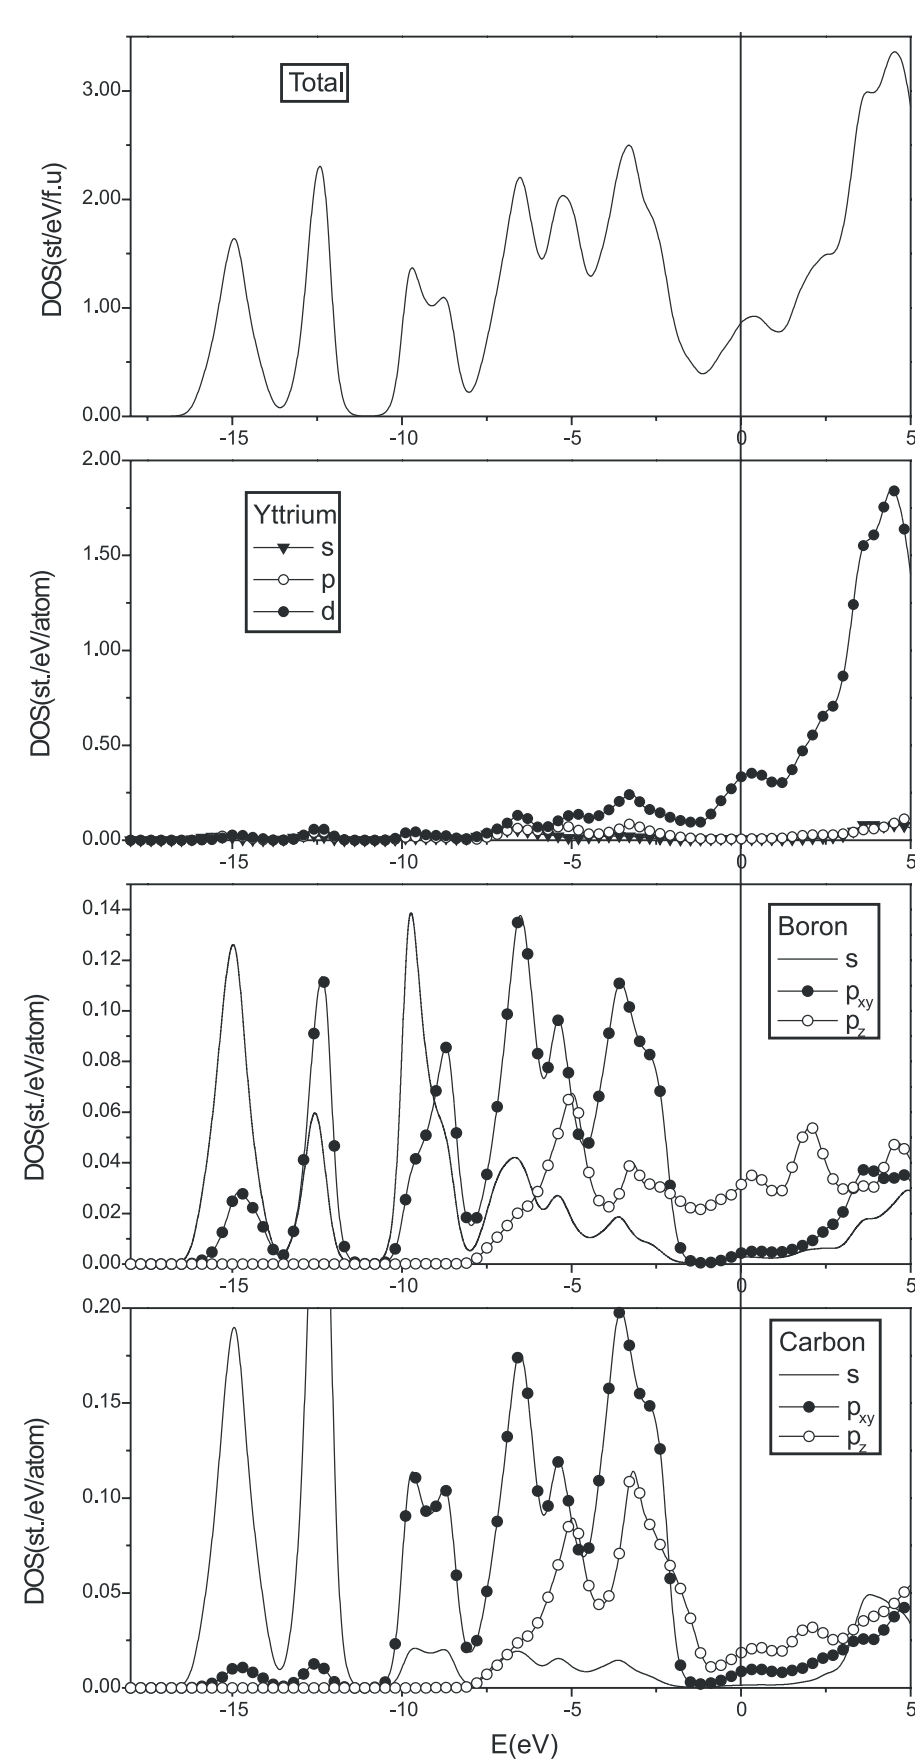 Total
DOS(st/eV/f.u)
3.00
2.00
1.00
0.00
-15 -10 -5 0 5
Yttrium
s
p
d
DOS(st./eV/atom)
2.00
1.50
1.00
0.50
0.00
-15 -10 -5 0 5
Boron
s
pxy
pz
DOS(st./eV/atom)
0.14
0.12
0.10
0.08
0.06
0.04
0.02
0.00
-15 -10 -5 0 5
Carbon
s
pxy
pz
DOS(st./eV/atom)
0.20
0.15
0.10
0.05
0.00
-15 -10 -5 0 5
E(eV)